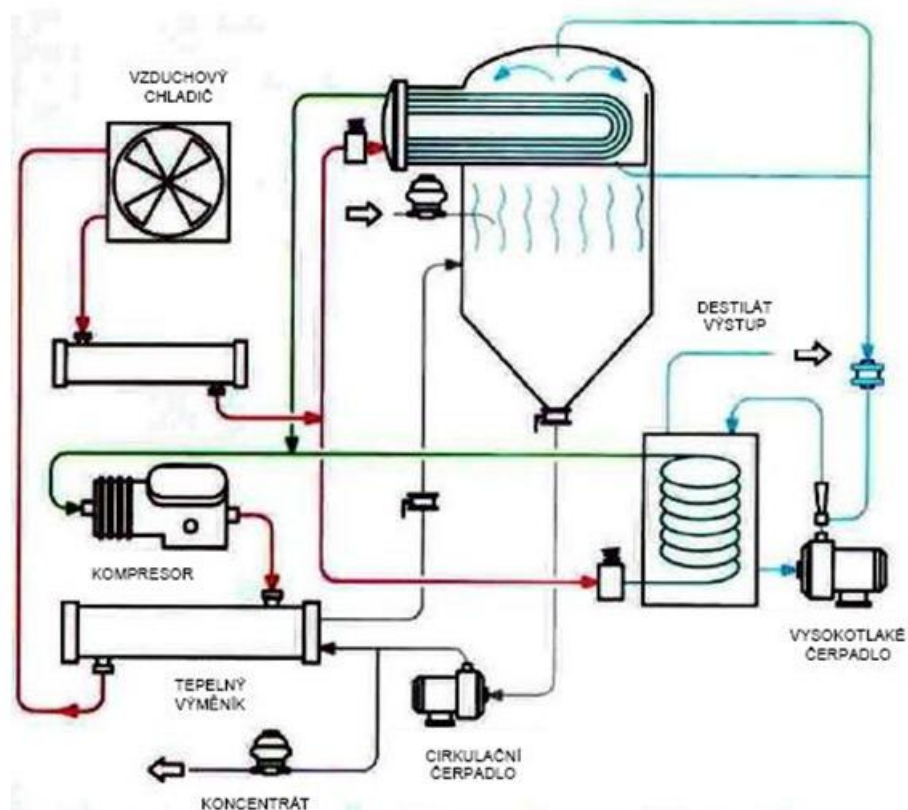 VZDUCHOVÝ
CHLADIČ
DESTILÁT
VÝSTUP
KOMPRESOR
VYSOKOTLAKÉ
ČERPADLO
TEPELNÝ
VÝMĚNÍK
CIRKULAČNÍ
ČERPADLO
KONCENTRÁT